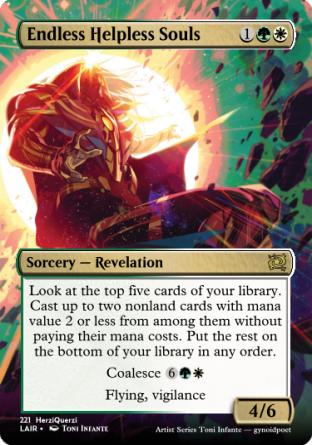 Endless Helpless Souls 1
Sorcery — Revelation
Look at the top five cards of your library.
Cast up to two nonland cards with mana
value 2 or less from among them without
paying their mana costs. Put the rest on
the bottom of your library in any order.
Coalesce 6
Flying, vigilance
4/6
221 HerziQuerzi
LAIR • Toni Infante
Artist Series Toni Infante — gynoidpoet